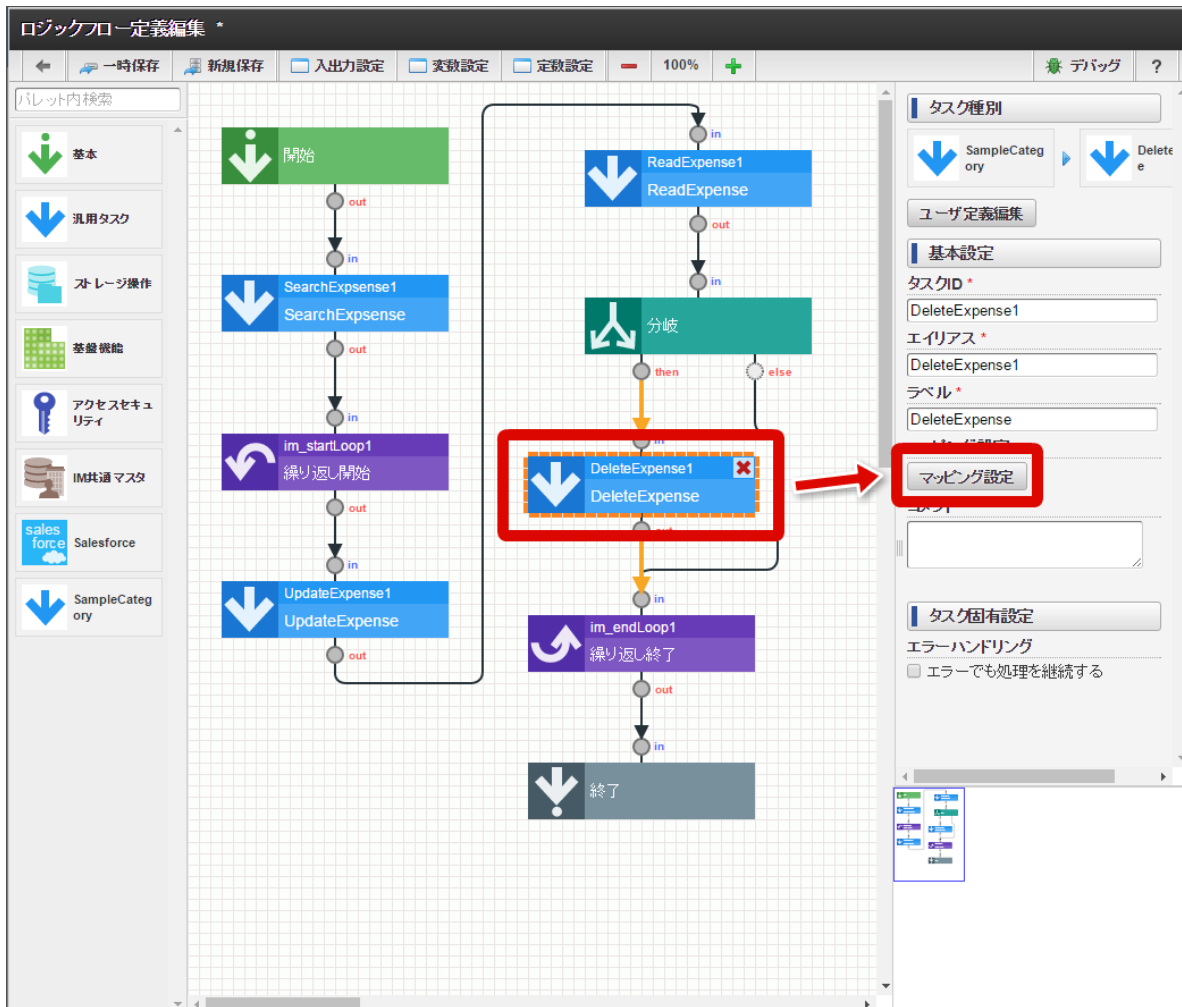 ロジックフロー定義編集 *
一時保存 新規保存 入出力設定 変数設定 定数設定 100% デバッグ ?
パレット内検索
基本
汎用タスク
ストレージ操作
基盤機能
アクセスセキュ
リティ
IM共通マスタ
sales
force
Salesforce
SampleCateg
ory
開始
out
in
SearchExpsense1
SearchExpsense
out
in
im_startLoop1
繰り返し開始
out
in
UpdateExpense1
UpdateExpense
out
in
ReadExpense1
ReadExpense
out
in
分岐
then
else
in
DeleteExpense1
DeleteExpense
out
in
im_endLoop1
繰り返し終了
out
in
終了
タスク種別
SampleCateg
ory
Delete
e
ユーザ定義編集
基本設定
タスクID *
DeleteExpense1
エイリアス *
DeleteExpense1
ラベル *
DeleteExpense
マッピング設定
コメント
タスク固有設定
エラーハンドリング
エラーでも処理を継続する